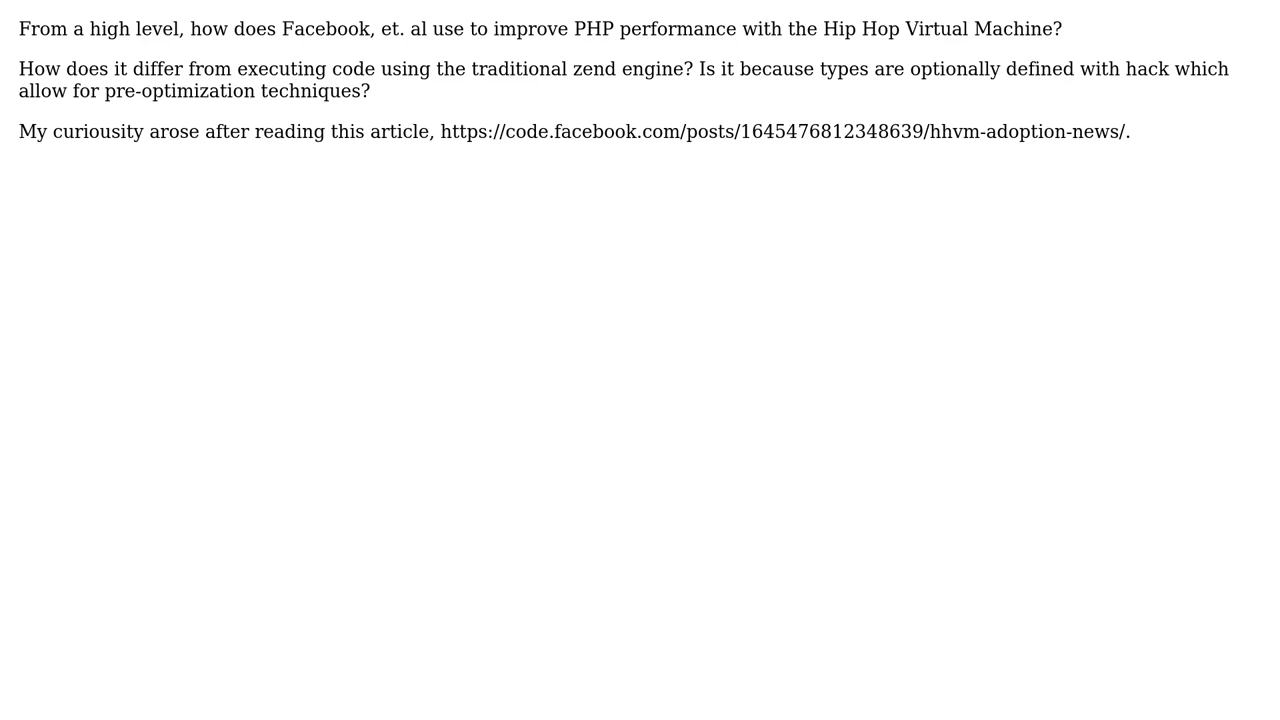 From a high level, how does Facebook, et. al use to improve PHP performance with the Hip Hop Virtual Machine?
How does it differ from executing code using the traditional zend engine? Is it because types are optionally defined with hack which
allow for pre-optimization techniques?
My curiousity arose after reading this article, https://code.facebook.com/posts/1645476812348639/hhvm-adoption-news/.